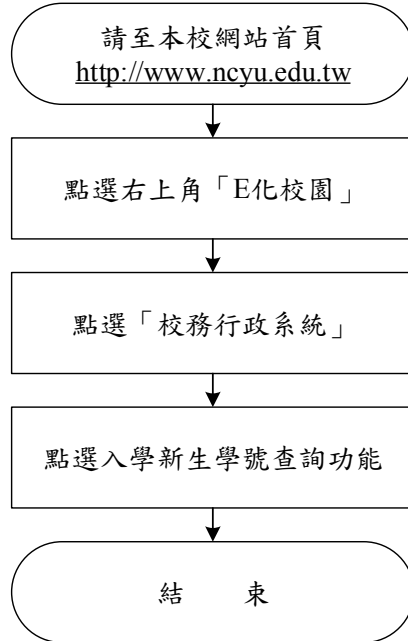 請至本校網站首頁
http://www.ncyu.edu.tw
點選右上角「E化校園」
點選「校務行政系統」
點選入學新生學號查詢功能
結　　束